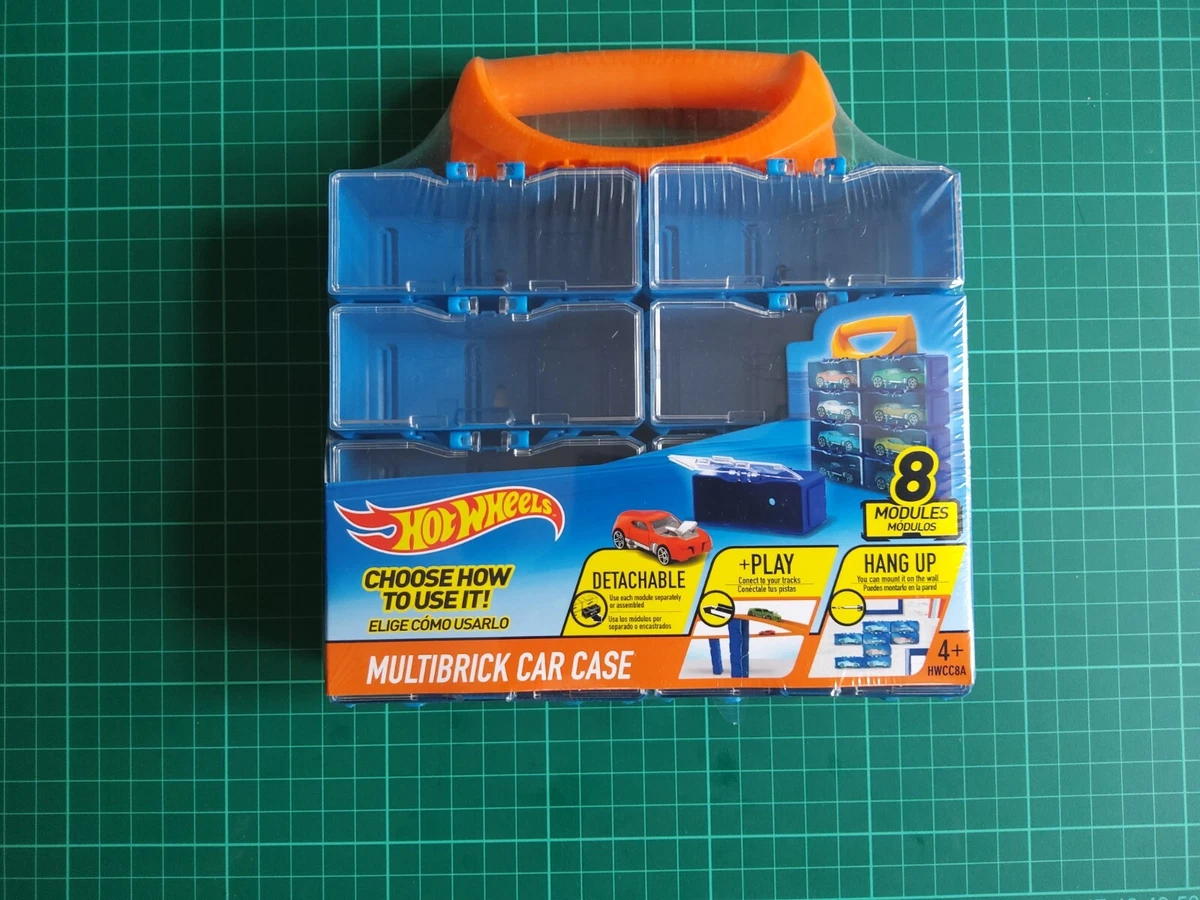 8
MODULES
MÓDULOS
HOT WHEELS
CHOOSE HOW
TO USE IT!
ELIGE CÓMO USARLO
DETACHABLE
Use each module separately
or assembled
Usa los módulos por
separado o encastrados
+PLAY
Conect to your tracks
Conéctale tus pistas
HANG UP
You can mount it on the wall
Puedes montarlo en la pared
MULTIBRICK CAR CASE
4+
HWCC8A